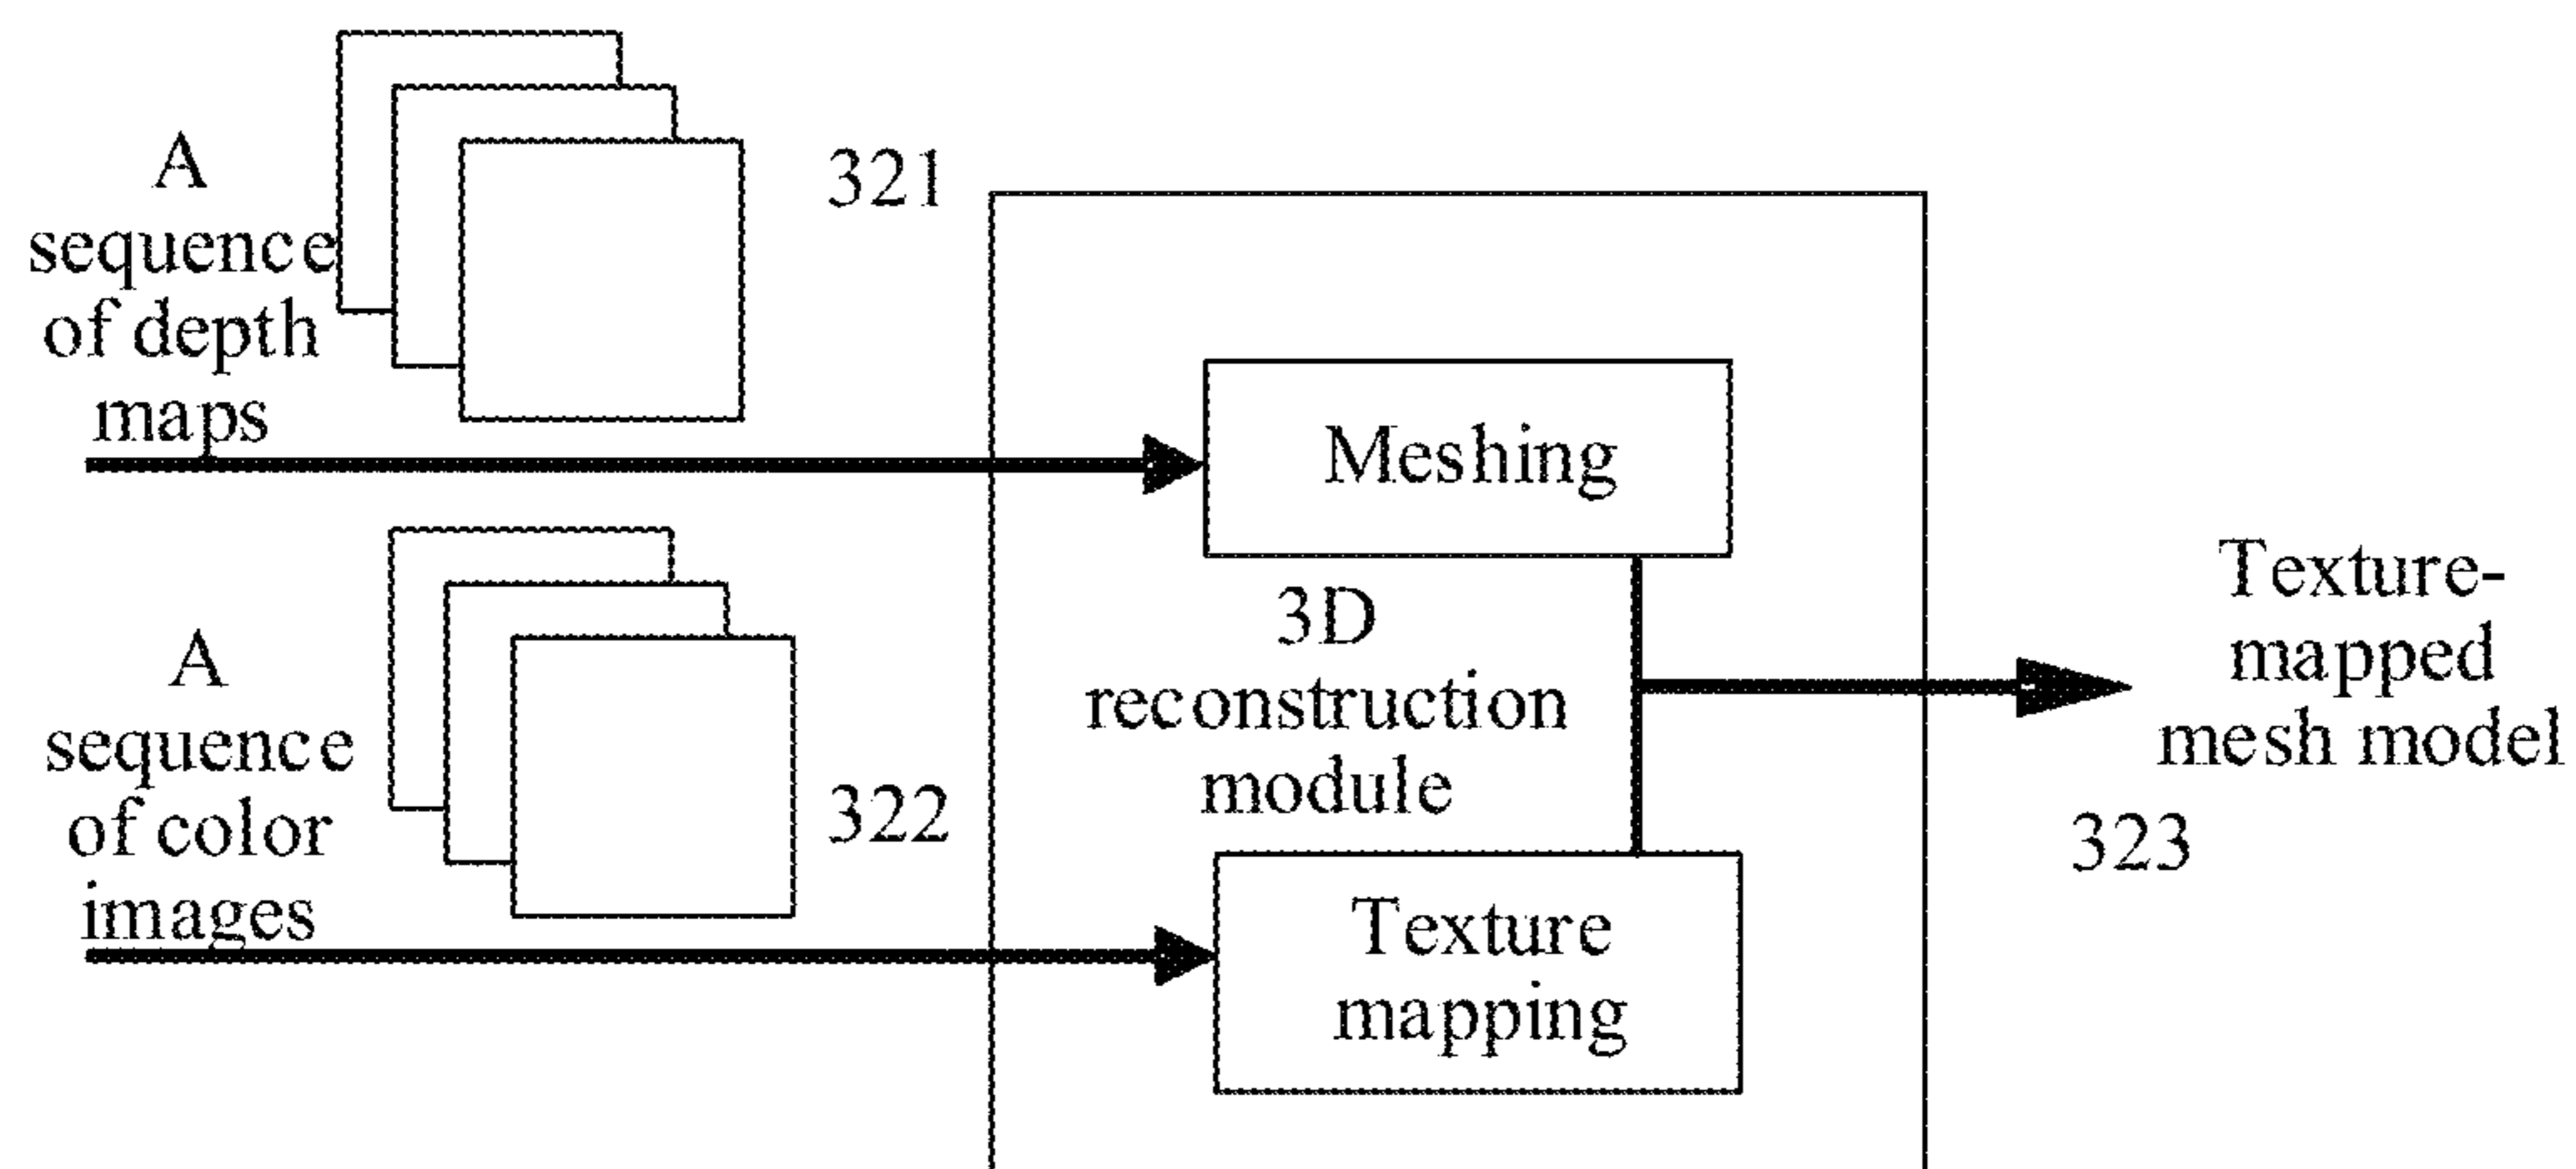 A
sequence
of depth
maps
321
Meshing
3D
reconstruction
module
A
sequence
of color
images
322
Texture
mapping
Texture-
mapped
mesh model
323